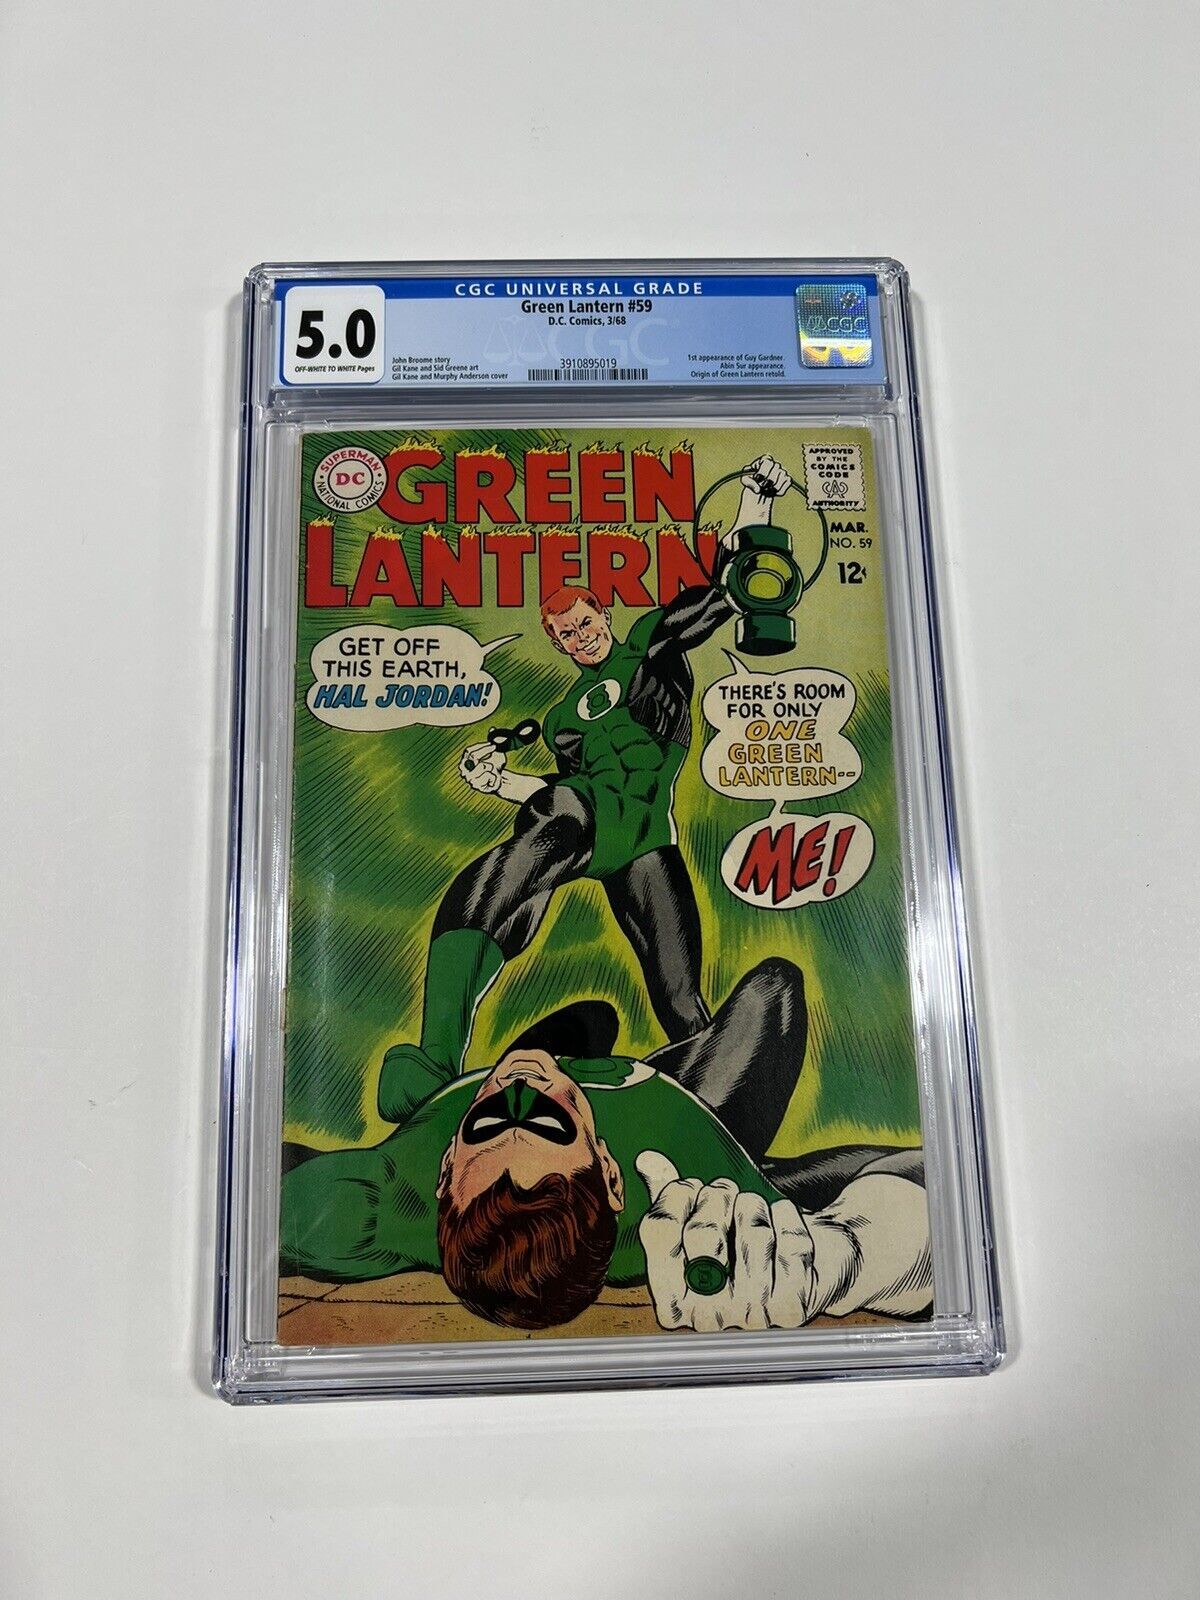 CGC UNIVERSAL GRADE
5.0
OFF-WHITE TO WHITE Pages
Green Lantern #59
D.C. Comics, 3/68
CGC
John Broome story
Gil Kane and Sid Greene art
Gil Kane and Murphy Anderson cover
3910895019
1st appearance of Guy Gardner.
Abin Sur appearance.
Origin of Green Lantern retold.
CGC
SUPERMAN
DC
NATIONAL COMICS
GREEN
LANTERN
APPROVED
BY THE
COMICS
CODE
CA
AUTHORITY
MAR.
NO. 59
12¢
GET OFF
THIS EARTH,
HAL JORDAN!
THERE'S ROOM
FOR ONLY
ONE
GREEN
LANTERN--
ME!